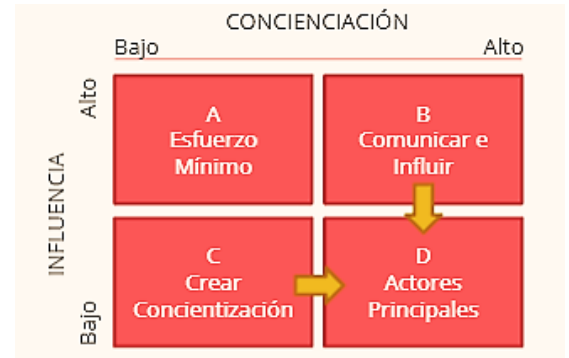 CONCIENCIACIÓN
Bajo Alto
INFLUENCIA
Alto
A
Esfuerzo
Mínimo
B
Comunicar e
Influir
Bajo
C
Crear
Concientización
D
Actores
Principales